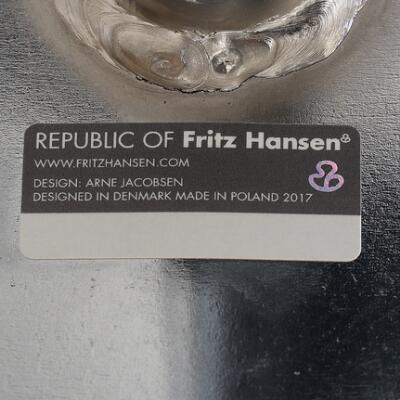 REPUBLIC OF Fritz Hansen
WWW.FRITZHANSEN.COM
DESIGN: ARNE JACOBSEN
DESIGNED IN DENMARK MADE IN POLAND 2017